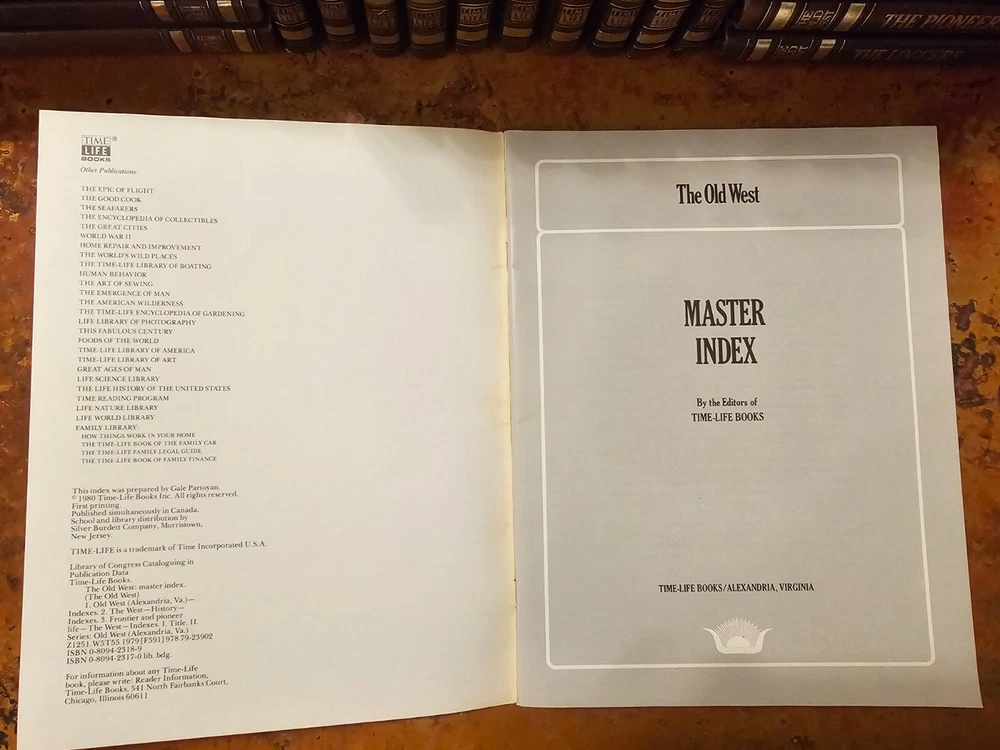 THE PIONEER
THE LOGGERS
TIME
LIFE
BOOKS
®
Other Publications:
THE EPIC OF FLIGHT
THE GOOD COOK
THE SEAFARERS
THE ENCYCLOPEDIA OF COLLECTIBLES
THE GREAT CITIES
WORLD WAR II
HOME REPAIR AND IMPROVEMENT
THE WORLD'S WILD PLACES
THE TIME-LIFE LIBRARY OF BOATING
HUMAN BEHAVIOR
THE ART OF SEWING
THE EMERGENCE OF MAN
THE AMERICAN WILDERNESS
THE TIME-LIFE ENCYCLOPEDIA OF GARDENING
LIFE LIBRARY OF PHOTOGRAPHY
THIS FABULOUS CENTURY
FOODS OF THE WORLD
TIME-LIFE LIBRARY OF AMERICA
TIME-LIFE LIBRARY OF ART
GREAT AGES OF MAN
LIFE SCIENCE LIBRARY
THE LIFE HISTORY OF THE UNITED STATES
TIME READING PROGRAM
LIFE NATURE LIBRARY
LIFE WORLD LIBRARY
FAMILY LIBRARY:
HOW THINGS WORK IN YOUR HOME
THE TIME-LIFE BOOK OF THE FAMILY CAR
THE TIME-LIFE FAMILY LEGAL GUIDE
THE TIME-LIFE BOOK OF FAMILY FINANCE
This index was prepared by Gale Partoyan.
© 1980 Time-Life Books Inc. All rights reserved.
First printing.
Published simultaneously in Canada.
School and library distribution by
Silver Burdett Company, Morristown,
New Jersey.
TIME-LIFE is a trademark of Time Incorporated U.S.A.
Library of Congress Cataloguing in
Publication Data
Time-Life Books.
The Old West: master index.
(The Old West)
1. Old West (Alexandria, Va.)—
Indexes. 2. The West—History—
Indexes. 3. Frontier and pioneer
life—The West—Indexes. I. Title. II.
Series: Old West (Alexandria, Va.)
Z1251.W5T55 1979 [F591] 978 79-23902
ISBN 0-8094-2318-9
ISBN 0-8094-2317-0 lib. bdg.
For information about any Time-Life
book, please write: Reader Information,
Time-Life Books, 541 North Fairbanks Court,
Chicago, Illinois 60611
The Old West
MASTER
INDEX
By the Editors of
TIME-LIFE BOOKS
TIME-LIFE BOOKS/ALEXANDRIA, VIRGINIA